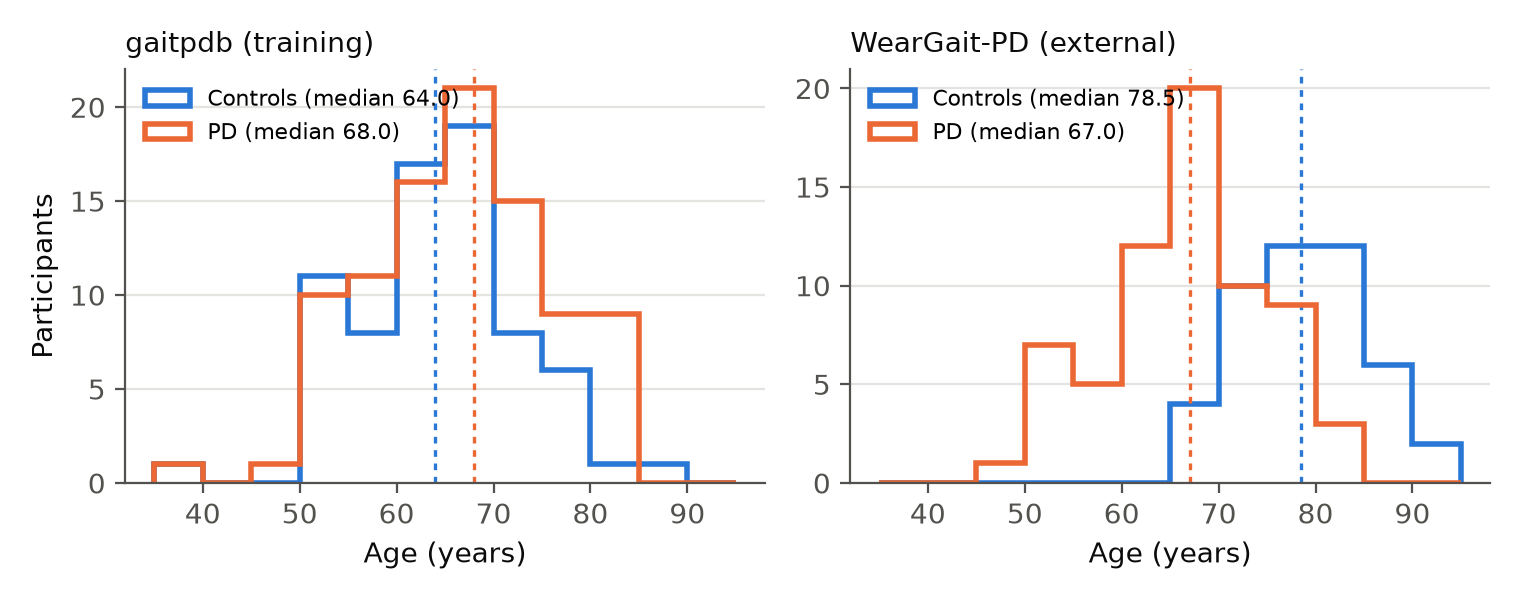 gaitpdb (training)
Controls (median 64.0)
PD (median 68.0)
20
15
10
5
0
Participants
40 50 60 70 80 90
Age (years)
WearGait-PD (external)
Controls (median 78.5)
PD (median 67.0)
20
15
10
5
0
40 50 60 70 80 90
Age (years)